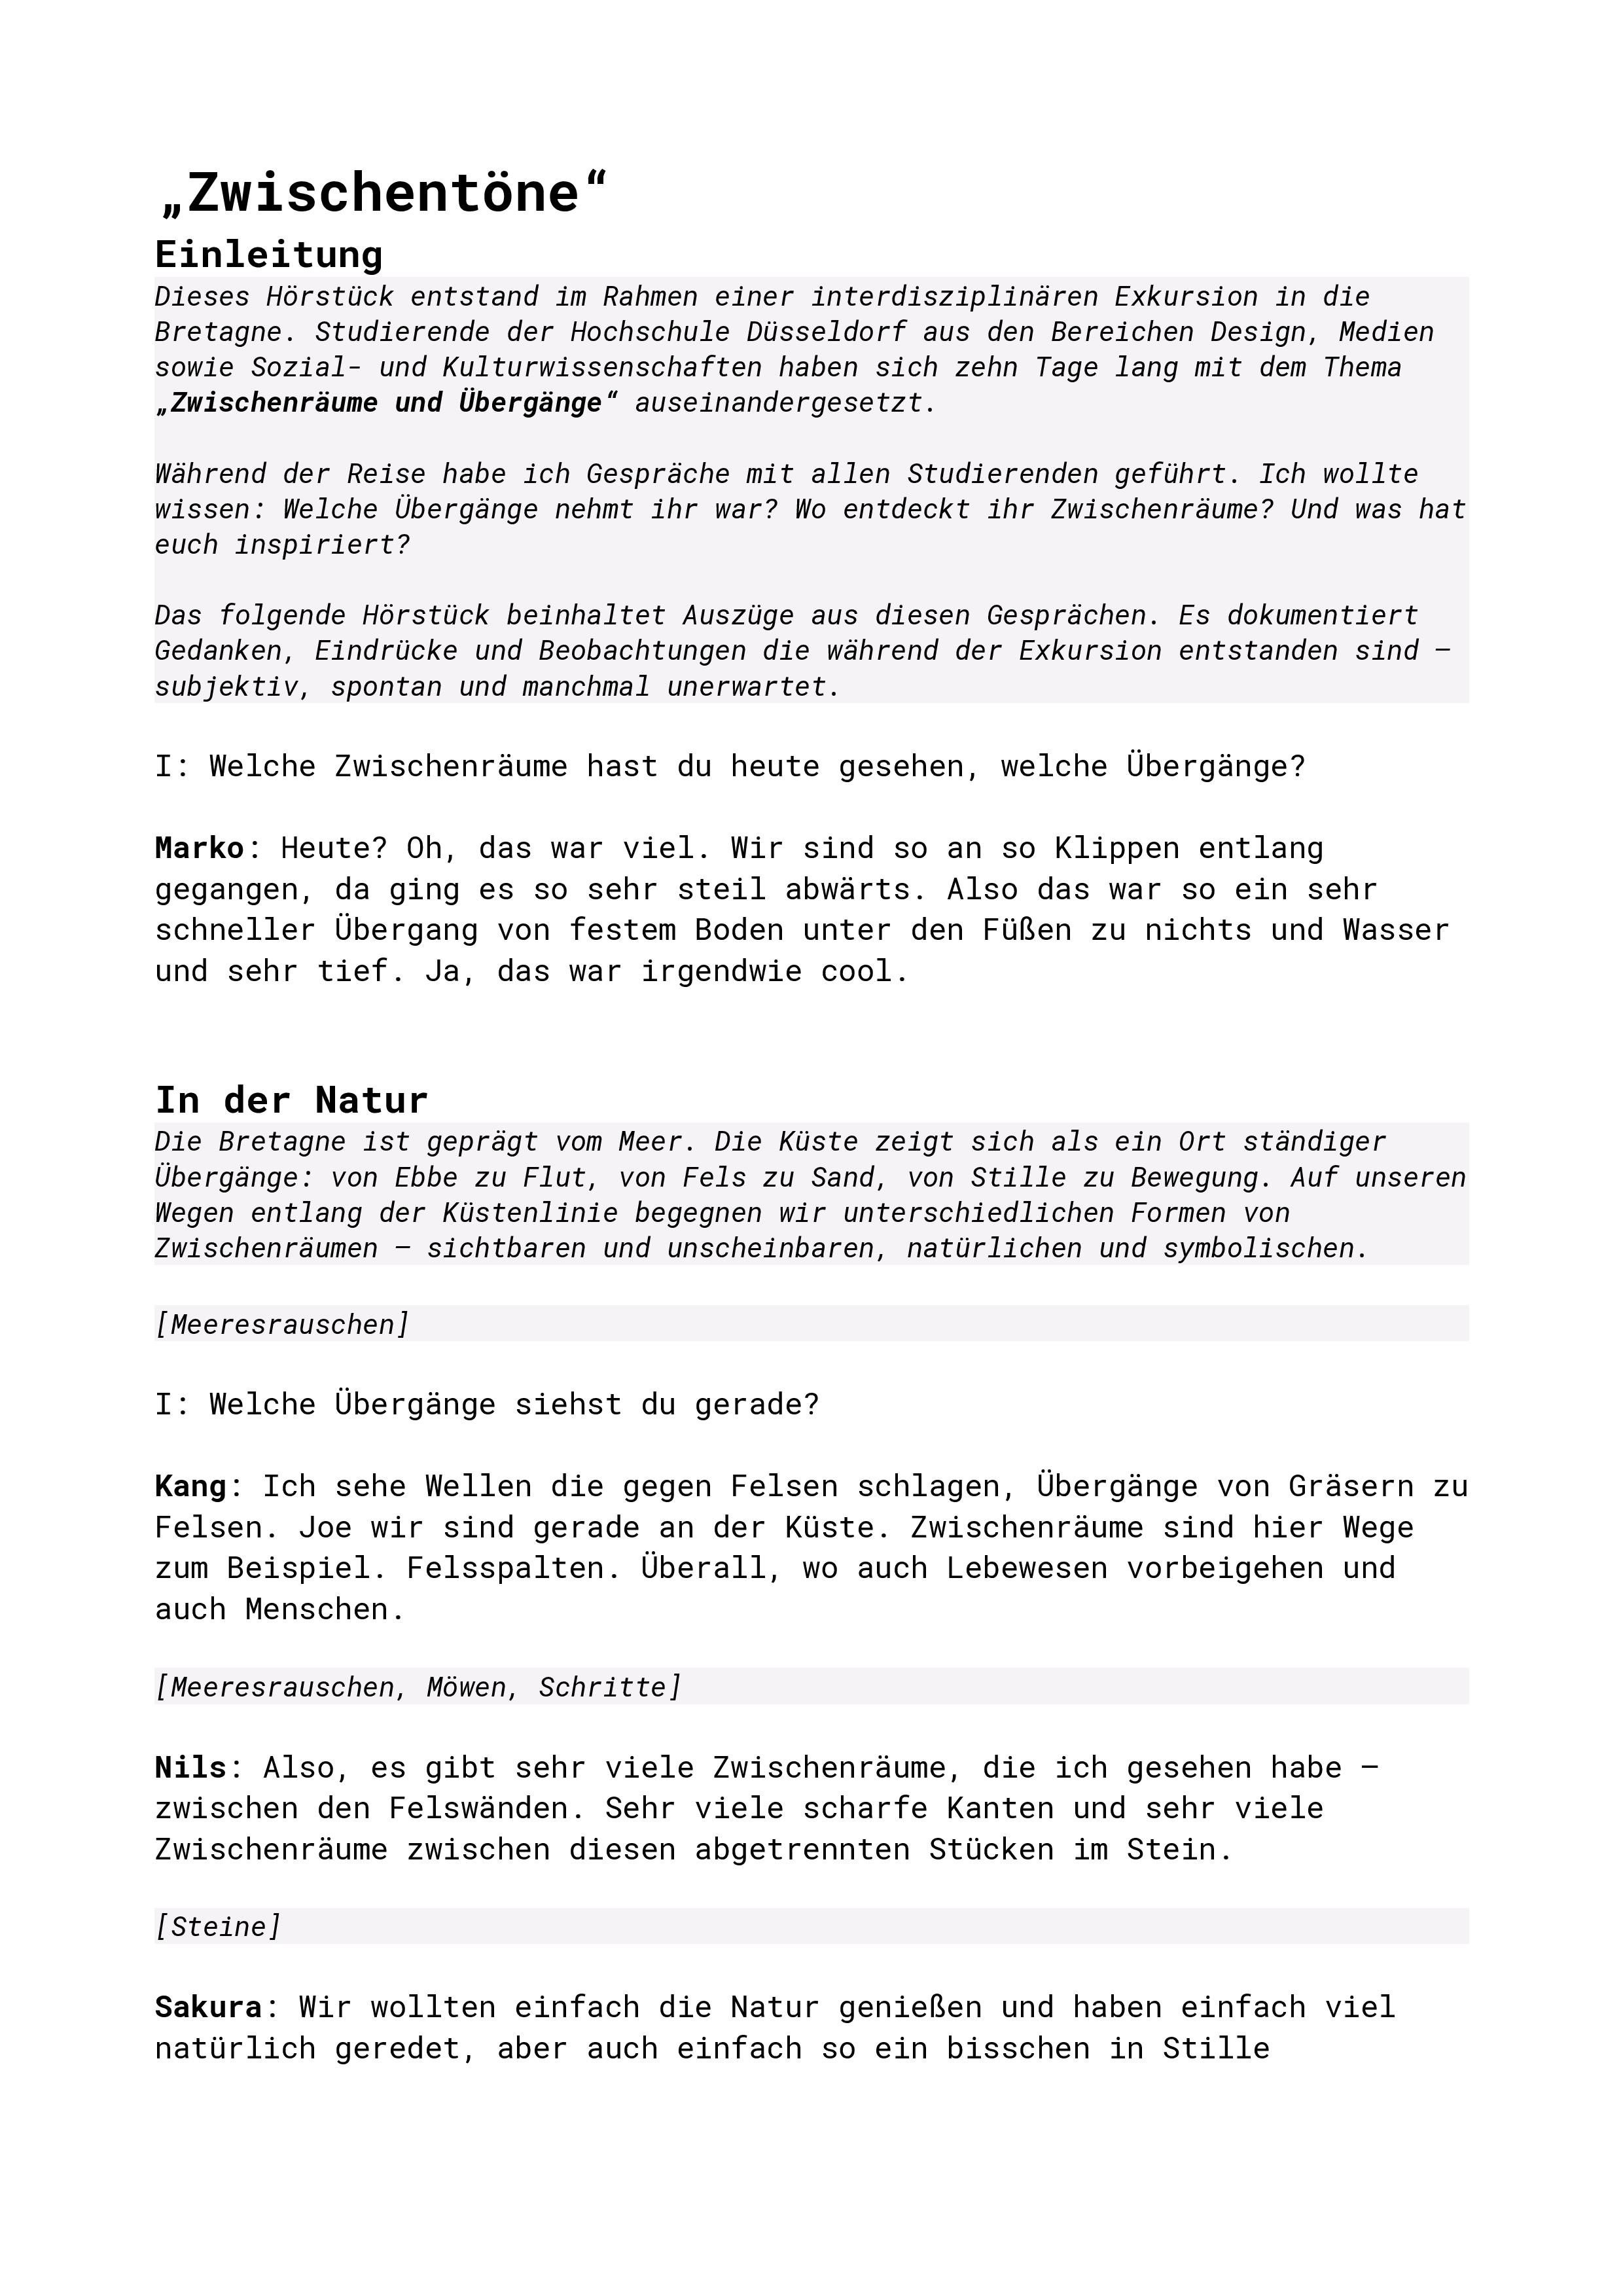 „Zwischentöne“
Einleitung
Dieses Hörstück entstand im Rahmen einer interdisziplinären Exkursion in die
Bretagne. Studierende der Hochschule Düsseldorf aus den Bereichen Design, Medien
sowie Sozial- und Kulturwissenschaften haben sich zehn Tage lang mit dem Thema
„Zwischenräume und Übergänge“ auseinandergesetzt.
Während der Reise habe ich Gespräche mit allen Studierenden geführt. Ich wollte
wissen: Welche Übergänge nehmt ihr war? Wo entdeckt ihr Zwischenräume? Und was hat
euch inspiriert?
Das folgende Hörstück beinhaltet Auszüge aus diesen Gesprächen. Es dokumentiert
Gedanken, Eindrücke und Beobachtungen die während der Exkursion entstanden sind –
subjektiv, spontan und manchmal unerwartet.
I: Welche Zwischenräume hast du heute gesehen, welche Übergänge?
Marko: Heute? Oh, das war viel. Wir sind so an so Klippen entlang
gegangen, da ging es so sehr steil abwärts. Also das war so ein sehr
schneller Übergang von festem Boden unter den Füßen zu nichts und Wasser
und sehr tief. Ja, das war irgendwie cool.
In der Natur
Die Bretagne ist geprägt vom Meer. Die Küste zeigt sich als ein Ort ständiger
Übergänge: von Ebbe zu Flut, von Fels zu Sand, von Stille zu Bewegung. Auf unseren
Wegen entlang der Küstenlinie begegnen wir unterschiedlichen Formen von
Zwischenräumen – sichtbaren und unscheinbaren, natürlichen und symbolischen.
[Meeresrauschen]
I: Welche Übergänge siehst du gerade?
Kang: Ich sehe Wellen die gegen Felsen schlagen, Übergänge von Gräsern zu
Felsen. Joe wir sind gerade an der Küste. Zwischenräume sind hier Wege
zum Beispiel. Felsspalten. Überall, wo auch Lebewesen vorbeigehen und
auch Menschen.
[Meeresrauschen, Möwen, Schritte]
Nils: Also, es gibt sehr viele Zwischenräume, die ich gesehen habe –
zwischen den Felswänden. Sehr viele scharfe Kanten und sehr viele
Zwischenräume zwischen diesen abgetrennten Stücken im Stein.
[Steine]
Sakura: Wir wollten einfach die Natur genießen und haben einfach viel
natürlich geredet, aber auch einfach so ein bisschen in Stille